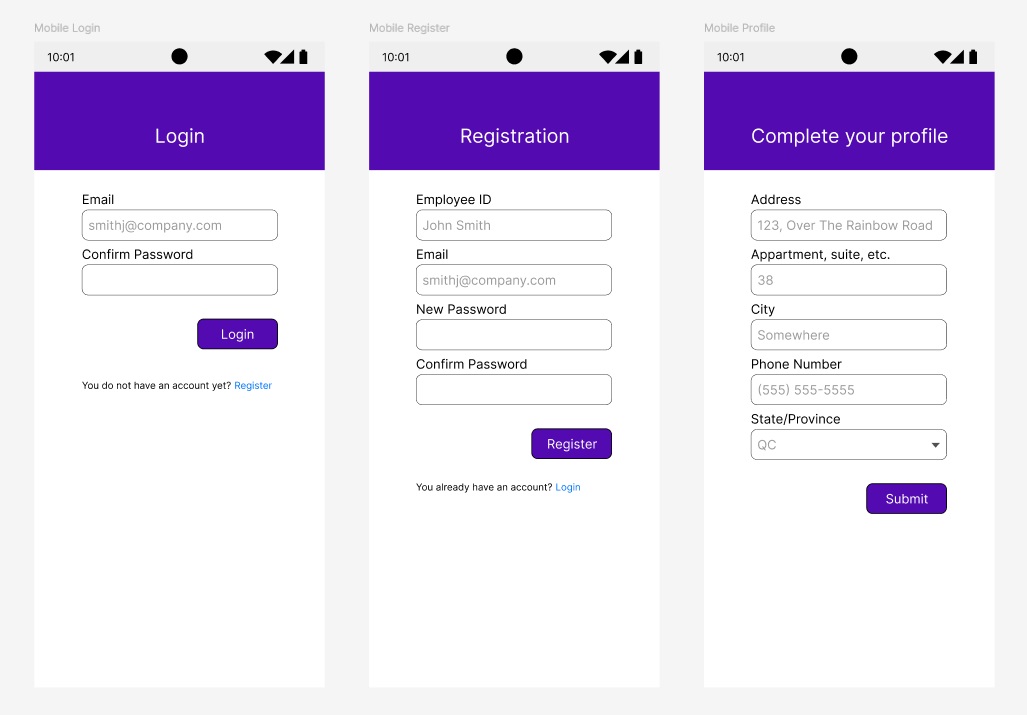 Mobile Login
10:01
Login
Email
smithj@company.com
Confirm Password
Login
You do not have an account yet? Register
Mobile Register
10:01
Registration
Employee ID
John Smith
Email
smithj@company.com
New Password
Confirm Password
Register
You already have an account? Login
Mobile Profile
10:01
Complete your profile
Address
123, Over The Rainbow Road
Appartment, suite, etc.
38
City
Somewhere
Phone Number
(555) 555-5555
State/Province
QC
Submit